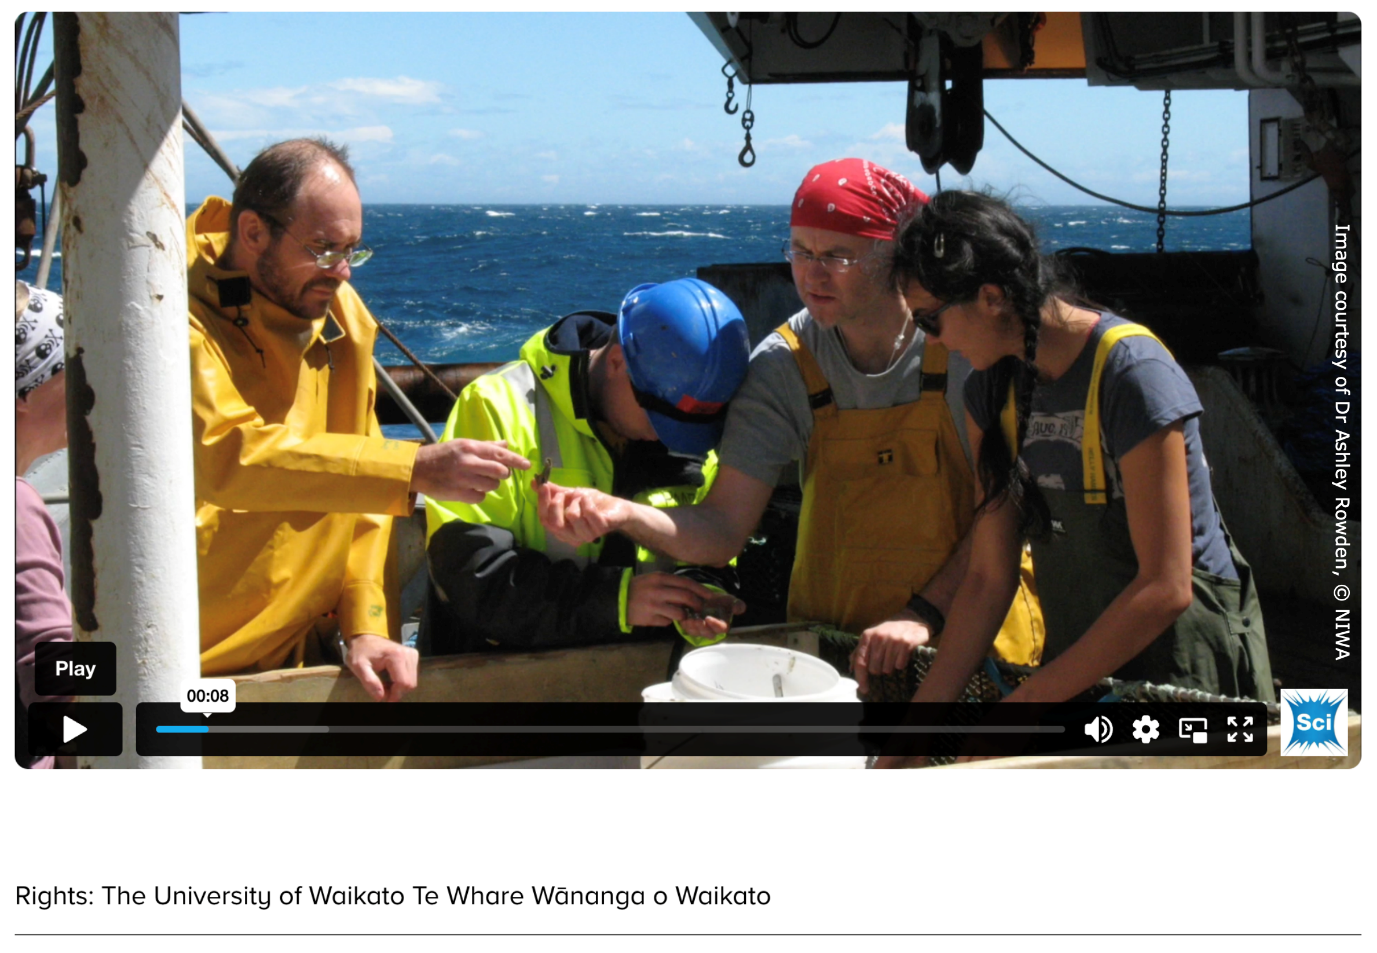 Image courtesy of Dr Ashley Rowden, © NIWA
Play
00:08
Sci
Rights: The University of Waikato Te Whare Wānanga o Waikato